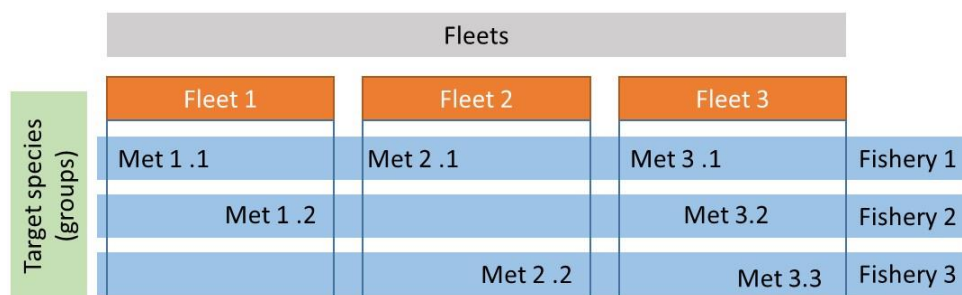 Fleets
Fleet 1
Fleet 2
Fleet 3
Target species
(groups)
Met 1 .1
Met 2 .1
Met 3 .1
Fishery 1
Met 1 .2
Met 3.2
Fishery 2
Met 2 .2
Met 3.3
Fishery 3